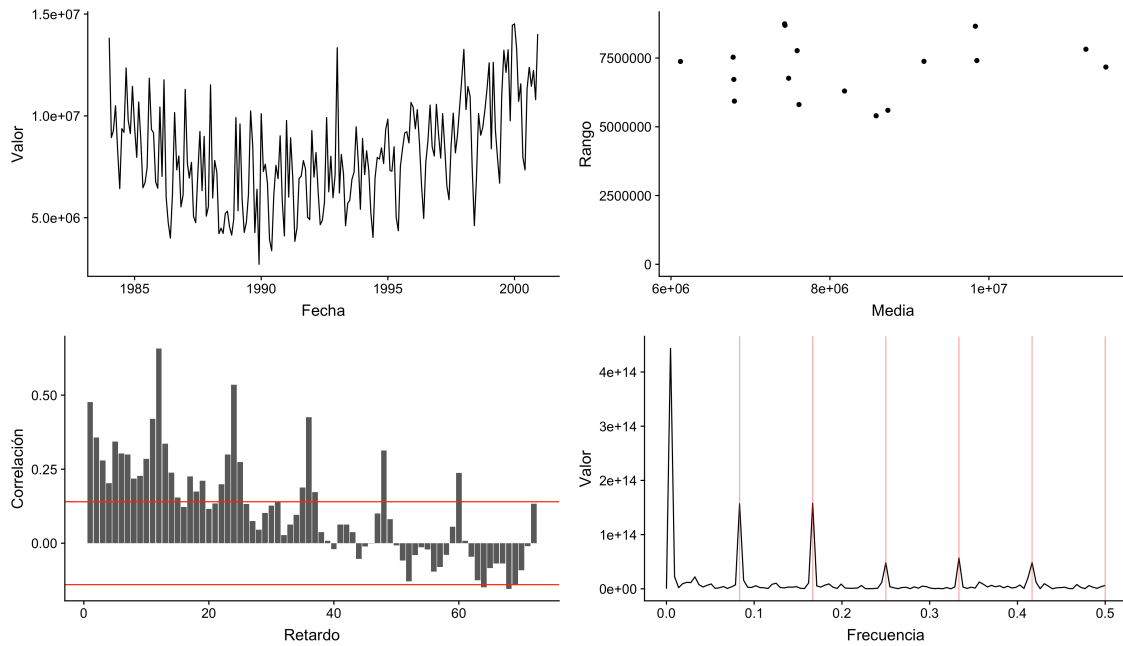 1.5e+07
1.0e+07
5.0e+06
Valor
1985
1990
1995
2000
Fecha
7500000
5000000
2500000
0
Rango
6e+06
8e+06
1e+07
Media
0.50
0.25
0.00
Correlación
0
20
40
60
Retardo
4e+14
3e+14
2e+14
1e+14
0e+00
Valor
0.0
0.1
0.2
0.3
0.4
0.5
Frecuencia